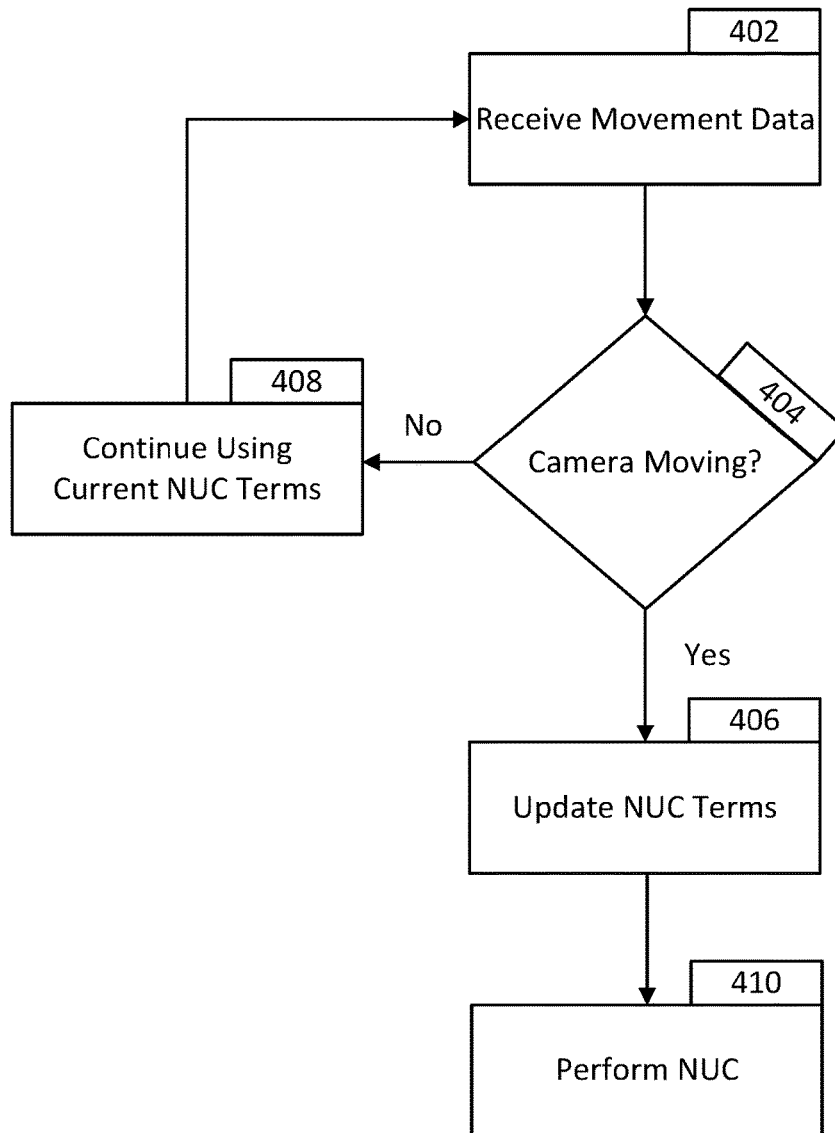 402
Receive Movement Data
404
Camera Moving?
No
408
Continue Using
Current NUC Terms
Yes
406
Update NUC Terms
410
Perform NUC